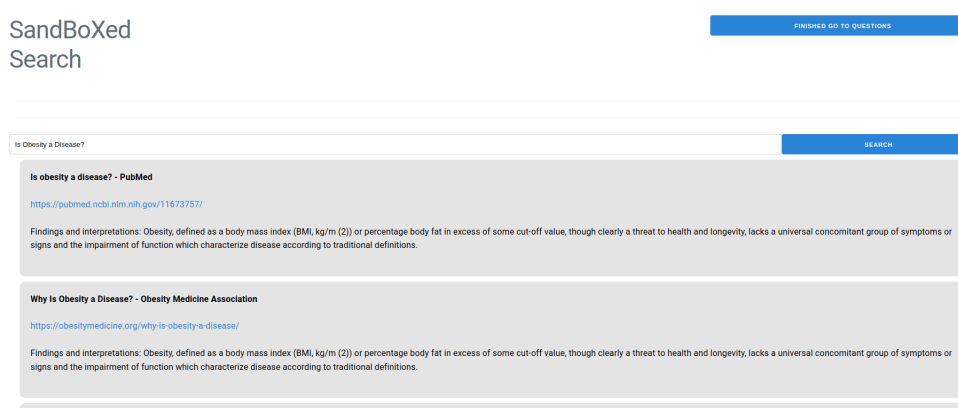 SandBoXed
Search
FINISHED GO TO QUESTIONS
Is Obesity a Disease?
SEARCH
Is obesity a disease? - PubMed
https://pubmed.ncbi.nlm.nih.gov/11673757/
Findings and interpretations: Obesity, defined as a body mass index (BMI, kg/m (2)) or percentage body fat in excess of some cut-off value, though clearly a threat to health and longevity, lacks a universal concomitant group of symptoms or
signs and the impairment of function which characterize disease according to traditional definitions.
Why Is Obesity a Disease? - Obesity Medicine Association
https://obesitymedicine.org/why-is-obesity-a-disease/
Findings and interpretations: Obesity, defined as a body mass index (BMI, kg/m (2)) or percentage body fat in excess of some cut-off value, though clearly a threat to health and longevity, lacks a universal concomitant group of symptoms or
signs and the impairment of function which characterize disease according to traditional definitions.